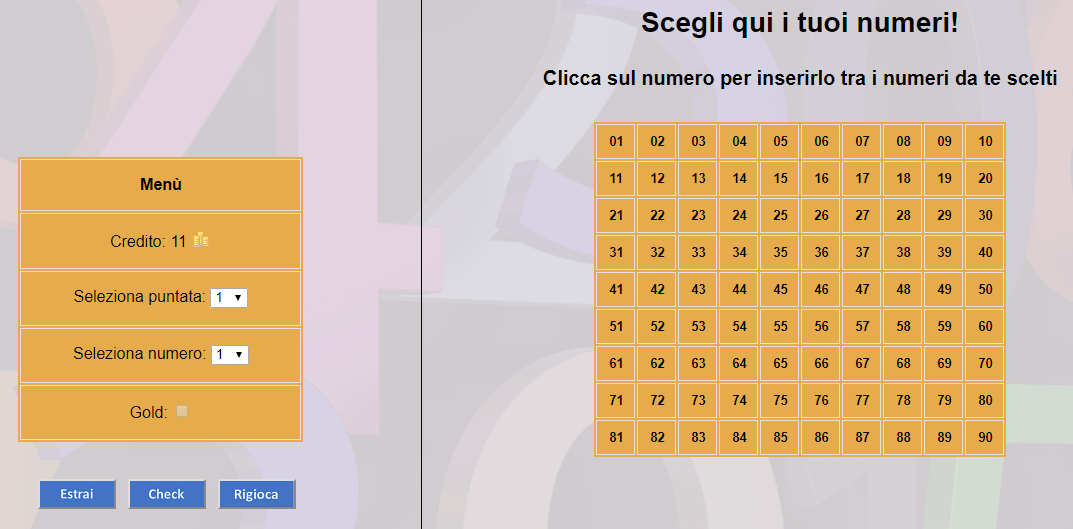 Menù
Credito: 11
Seleziona puntata: 1
Seleziona numero: 1
Gold:
Estrai Check Rigioca
Scegli qui i tuoi numeri!
Clicca sul numero per inserirlo tra i numeri da te scelti
01 02 03 04 05 06 07 08 09 10
11 12 13 14 15 16 17 18 19 20
21 22 23 24 25 26 27 28 29 30
31 32 33 34 35 36 37 38 39 40
41 42 43 44 45 46 47 48 49 50
51 52 53 54 55 56 57 58 59 60
61 62 63 64 65 66 67 68 69 70
71 72 73 74 75 76 77 78 79 80
81 82 83 84 85 86 87 88 89 90